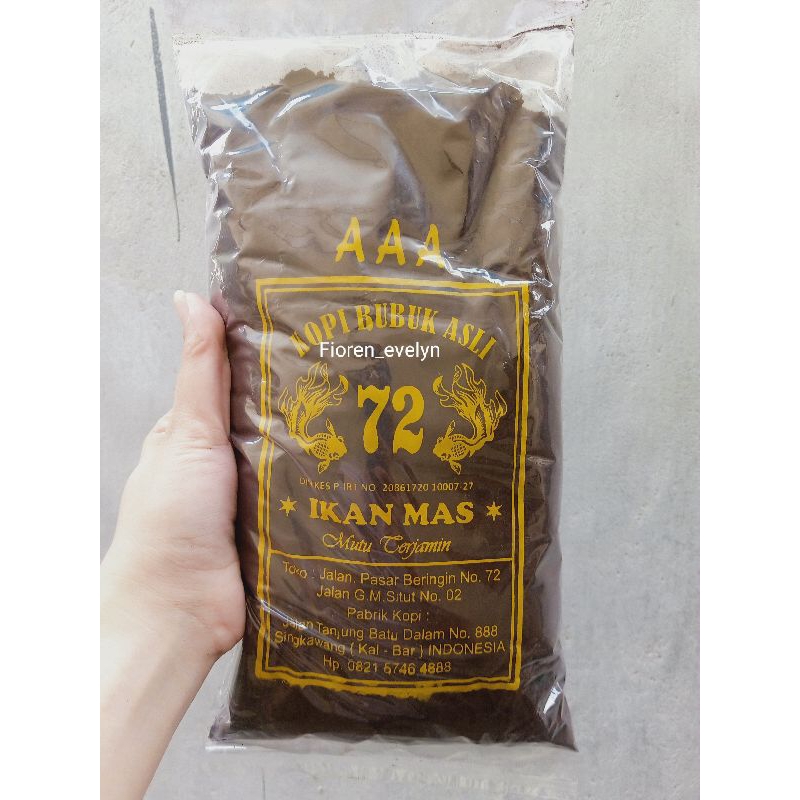 AAA
KOPI BUBUK ASLI
Fioren_evelyn
72
DINKES P-IRT NO. 20861720 10007-27
IKAN MAS
Mutu Terjamin
Toko : Jalan. Pasar Beringin No. 72
Jalan G.M.Situt No. 02
Pabrik Kopi :
Jalan Tanjung Batu Dalam No. 888
Singkawang ( Kal - Bar ) INDONESIA
Hp. 0821 5746 4888